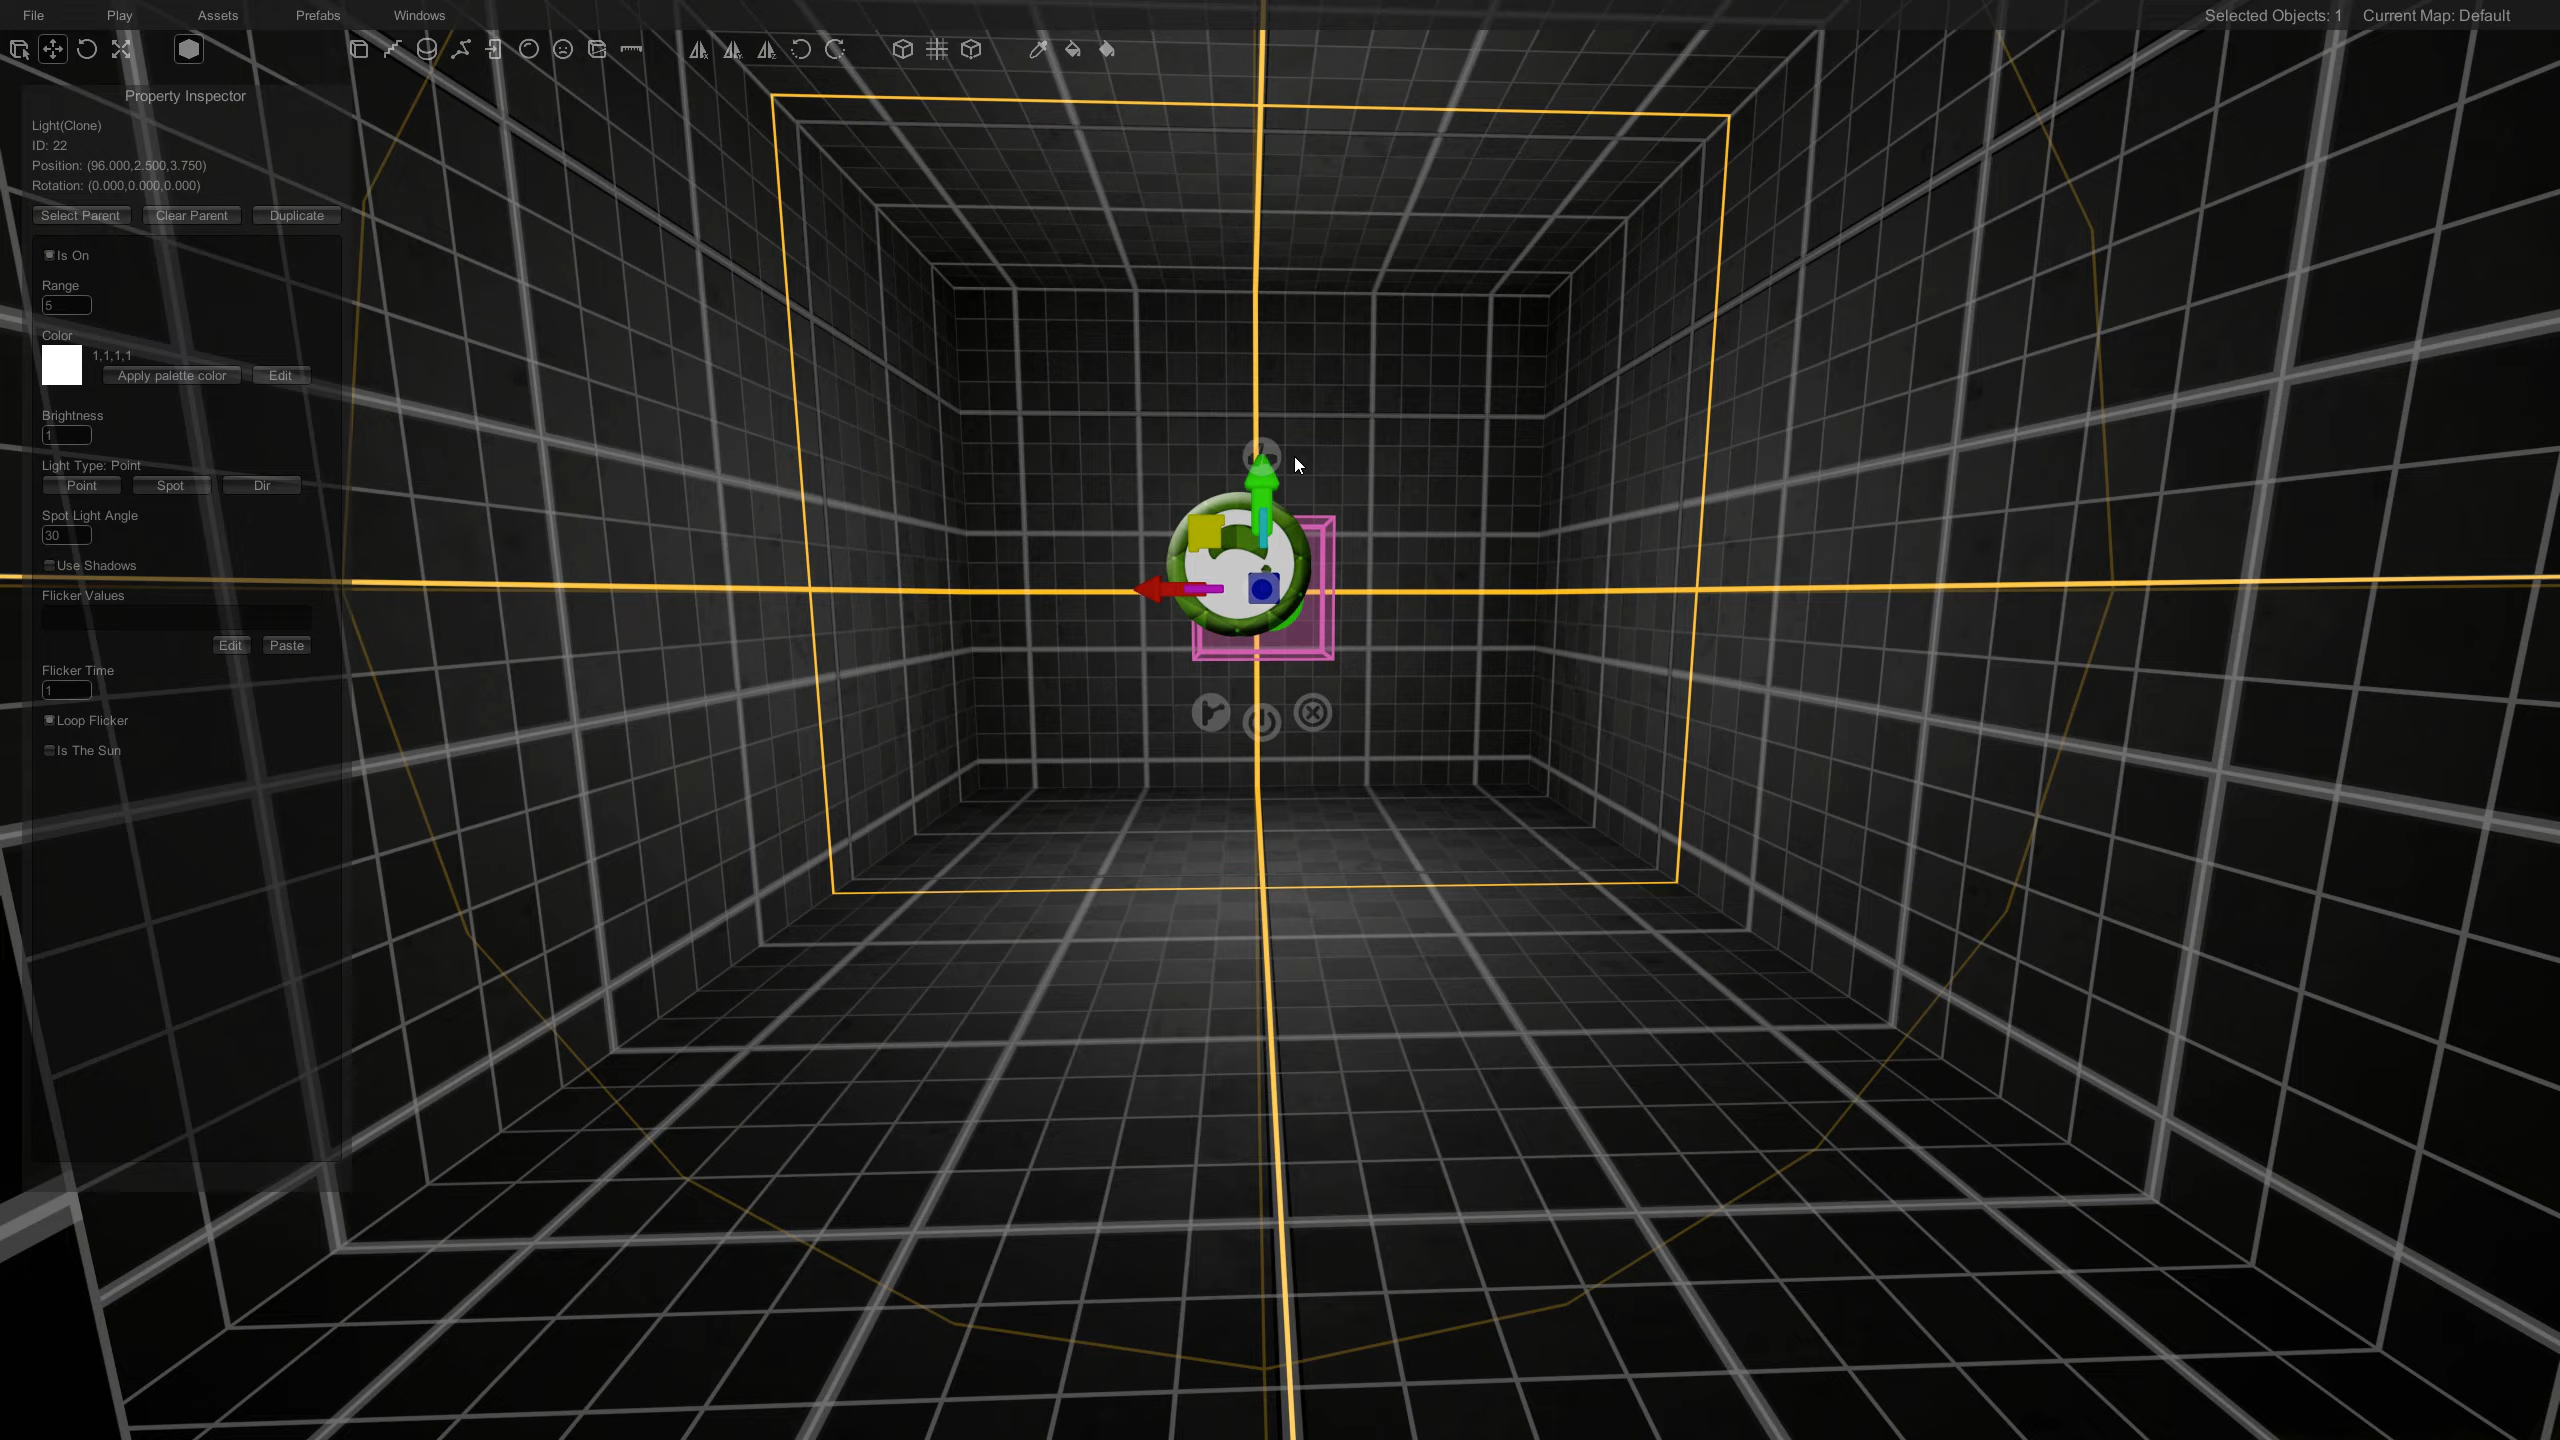 File Play Assets Prefabs Windows Selected Objects: 1 Current Map: Default
Property Inspector
Light(Clone)
ID: 22
Position: (96.000,2.500,3.750)
Rotation: (0.000,0.000,0.000)
Select Parent Clear Parent Duplicate
Is On
Range
5
Color
1,1,1,1
Apply palette color Edit
Brightness
1
Light Type: Point
Point Spot Dir
Spot Light Angle
30
Use Shadows
Flicker Values
Edit Paste
Flicker Time
1
Loop Flicker
Is The Sun